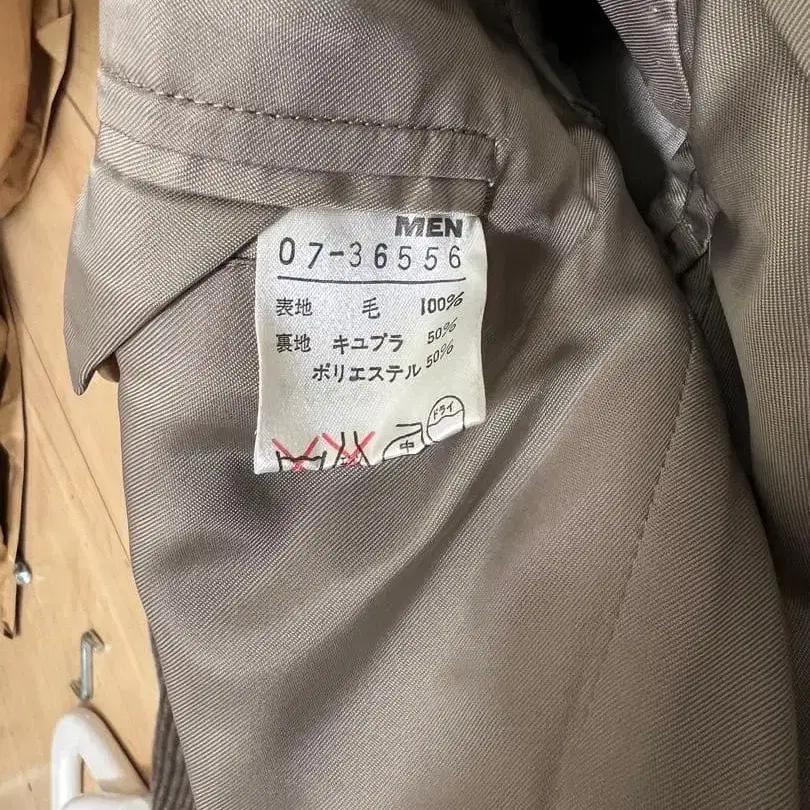 MEN
07-36556
表地 毛 100%
裏地 キュプラ 50%
ポリエステル 50%
ドライ
中